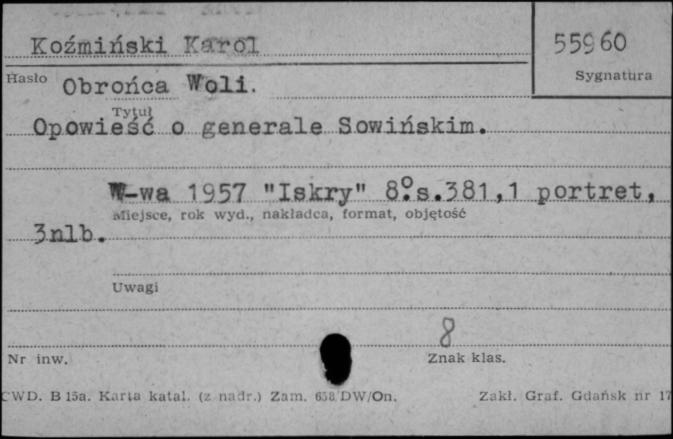 Koźmiński Karol
55960
Hasło
Sygnatura
Obrońca Woli.
Tytuł
Opowieść o generale Sowińskim.
W-wa 1957 "Iskry" 8º.s.381,1 portret,
Miejsce, rok wyd., nakładca, format, objętość
3nlb.
Uwagi
8
Nr inw.
Znak klas.
CWD. B 15a. Karta katal. (z nadr.) Zam. 658/DW/On.
Zakł. Graf. Gdańsk nr 17